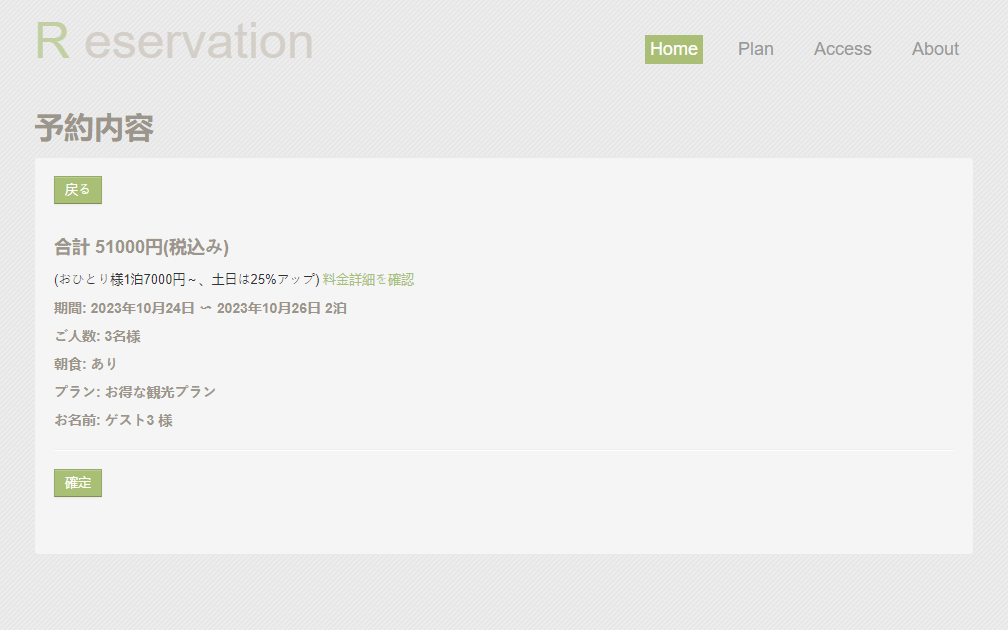 R eservation
Home Plan Access About
予約内容
戻る
合計 51000円(税込み)
(おひとり様1泊7000円～、土日は25%アップ) 料金詳細を確認
期間: 2023年10月24日 〜 2023年10月26日 2泊
ご人数: 3名様
朝食: あり
プラン: お得な観光プラン
お名前: ゲスト3 様
確定